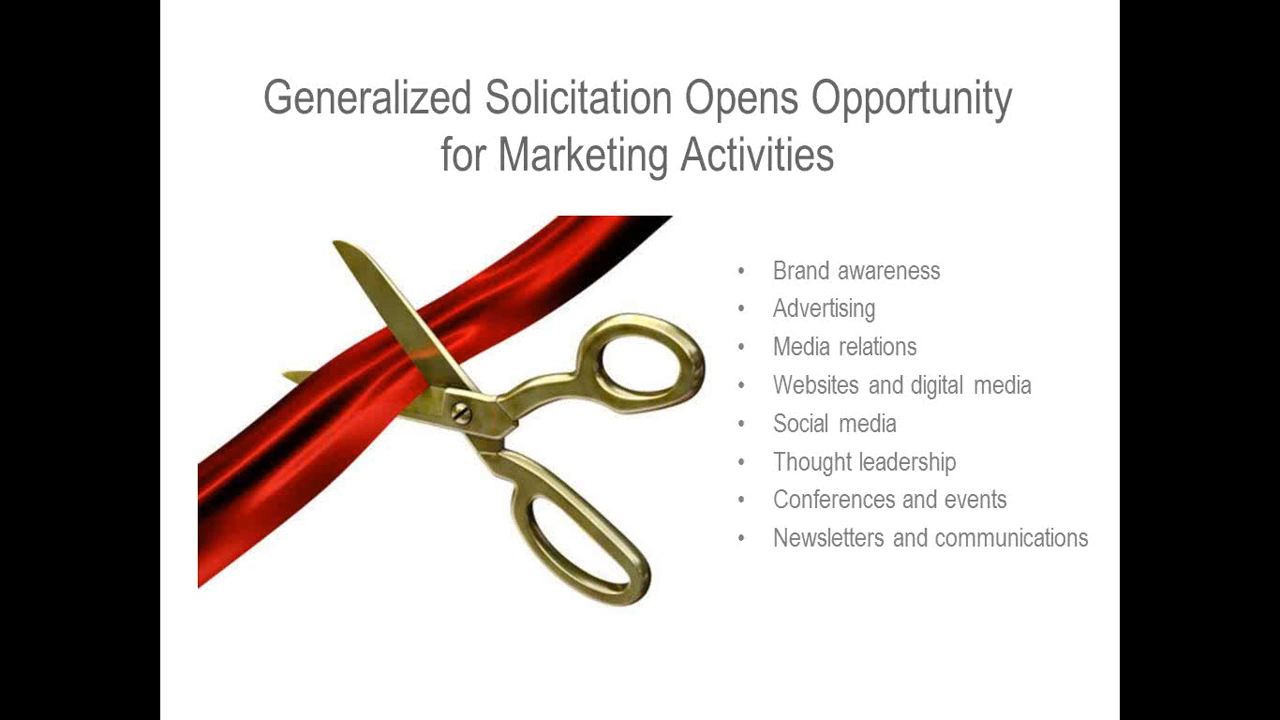 Generalized Solicitation Opens Opportunity
for Marketing Activities
• Brand awareness
• Advertising
• Media relations
• Websites and digital media
• Social media
• Thought leadership
• Conferences and events
• Newsletters and communications